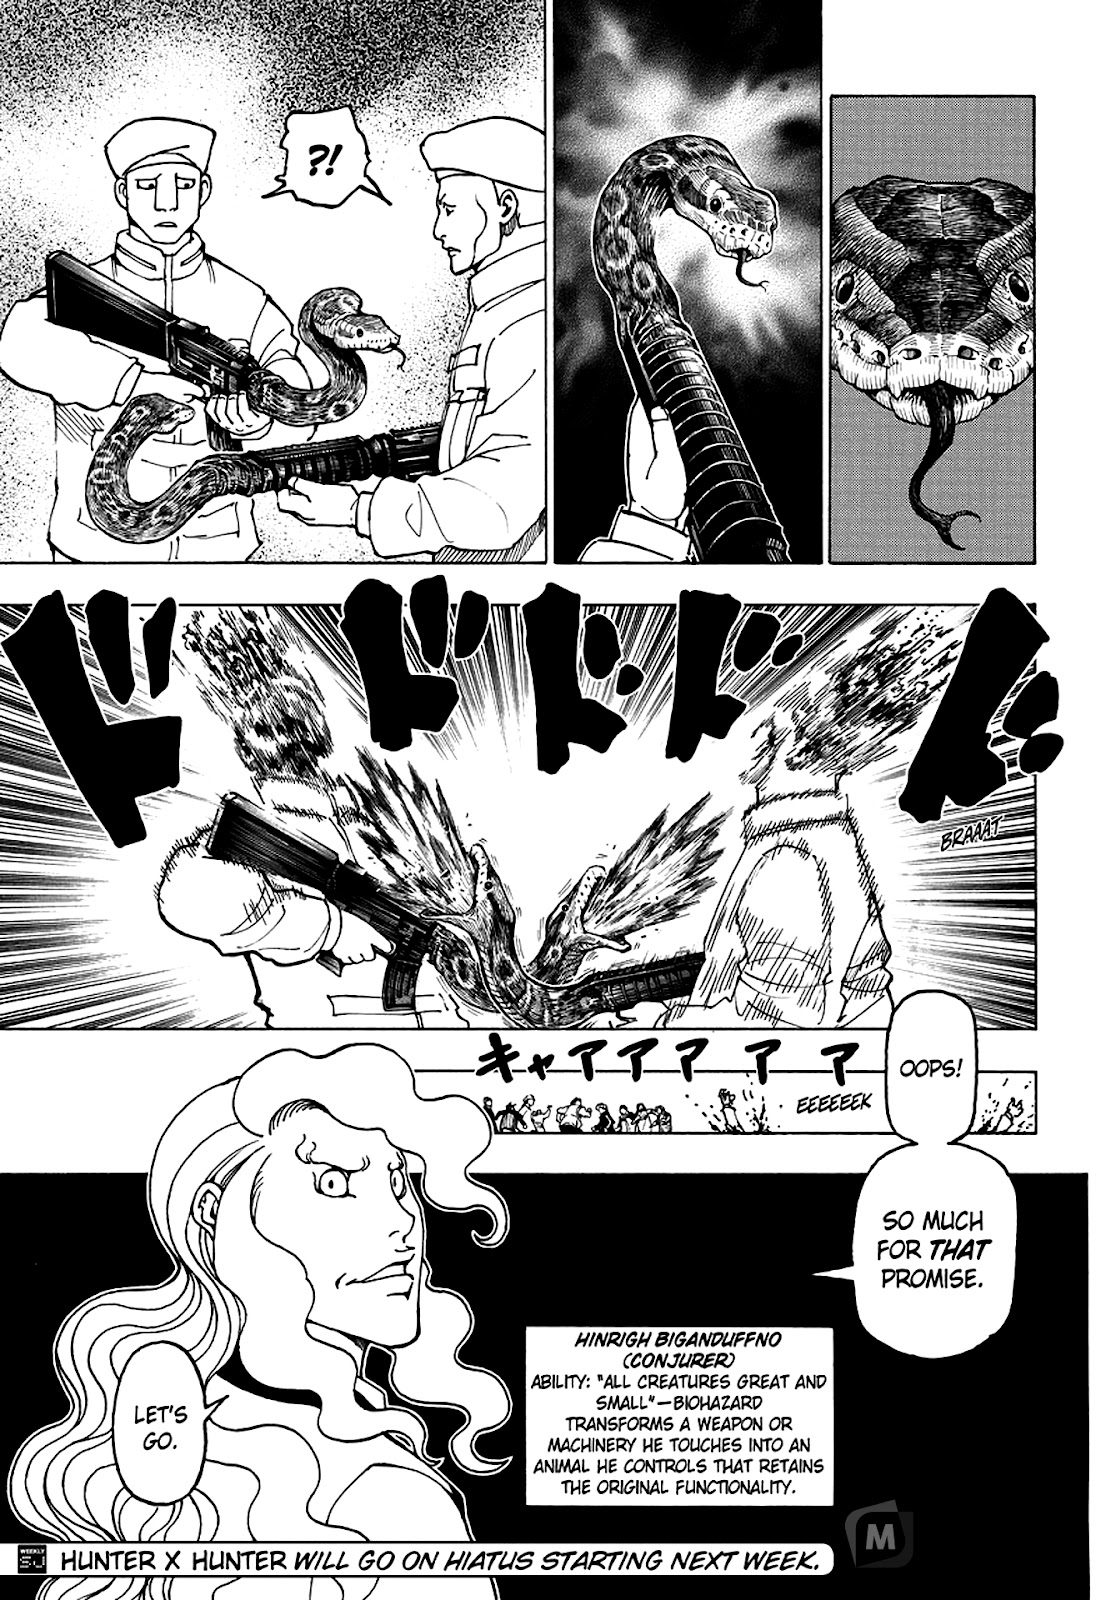 ?!
ドドドドド
BRAAAT
キャアアアアア
EEEEEEK
OOPS!
SO MUCH
FOR THAT
PROMISE.
HINRIGH BIGANDUFFNO
(CONJURER)
ABILITY: "ALL CREATURES GREAT AND
SMALL"—BIOHAZARD
TRANSFORMS A WEAPON OR
MACHINERY HE TOUCHES INTO AN
ANIMAL HE CONTROLS THAT RETAINS
THE ORIGINAL FUNCTIONALITY.
LET'S
GO.
WEEKLY
SJ
HUNTER X HUNTER WILL GO ON HIATUS STARTING NEXT WEEK.
M